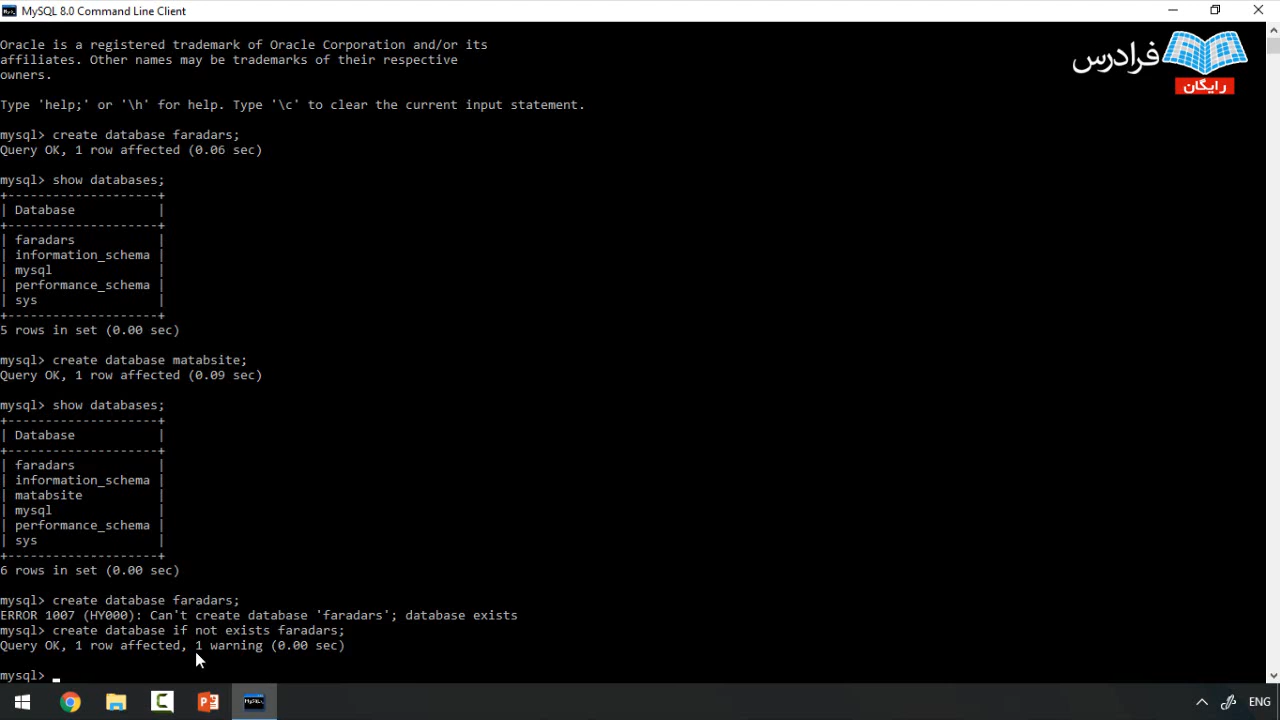 MySQL 8.0 Command Line Client
Oracle is a registered trademark of Oracle Corporation and/or its
affiliates. Other names may be trademarks of their respective
owners.
Type 'help;' or '\h' for help. Type '\c' to clear the current input statement.
mysql> create database faradars;
Query OK, 1 row affected (0.06 sec)
mysql> show databases;
+--------------------+
| Database           |
+--------------------+
| faradars           |
| information_schema |
| mysql              |
| performance_schema |
| sys                |
+--------------------+
5 rows in set (0.00 sec)
mysql> create database matabsite;
Query OK, 1 row affected (0.09 sec)
mysql> show databases;
+--------------------+
| Database           |
+--------------------+
| faradars           |
| information_schema |
| matabsite          |
| mysql              |
| performance_schema |
| sys                |
+--------------------+
6 rows in set (0.00 sec)
mysql> create database faradars;
ERROR 1007 (HY000): Can't create database 'faradars'; database exists
mysql> create database if not exists faradars;
Query OK, 1 row affected, 1 warning (0.00 sec)
mysql>
فرادرس
رایگان
ENG